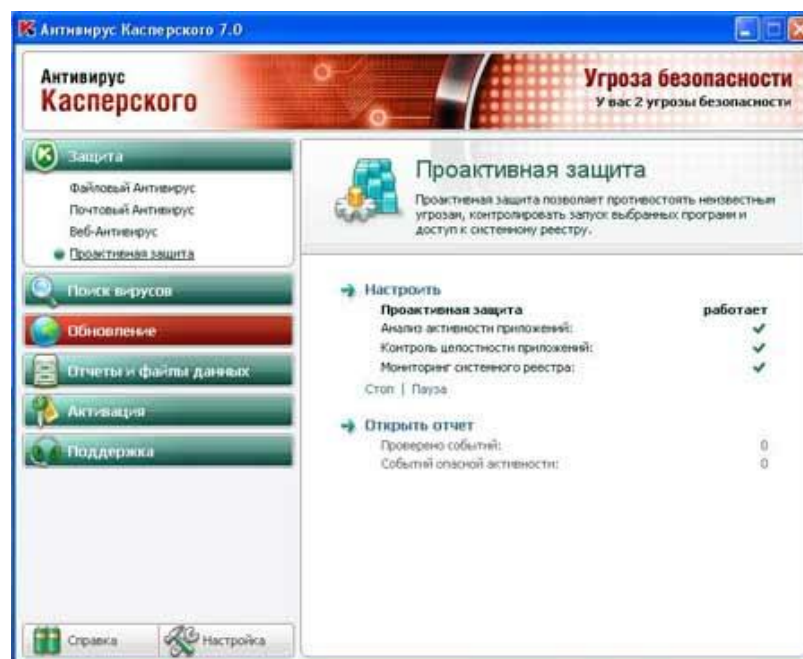 Антивирус Касперского 7.0
Антивирус
Касперского
Угроза безопасности
У вас 2 угрозы безопасности
Защита
Файловый Антивирус
Почтовый Антивирус
Веб-Антивирус
Проактивная защита
Поиск вирусов
Обновление
Отчеты и файлы данных
Активация
Поддержка
Справка
Настройка
Проактивная защита
Проактивная защита позволяет противостоять неизвестным
угрозам, контролировать запуск выбранных программ и
доступ к системному реестру.
Настроить
Проактивная защита работает
Анализ активности приложений:
Контроль целостности приложений:
Мониторинг системного реестра:
Стоп | Пауза
Открыть отчет
Проверено событий: 0
Событий опасной активности: 0